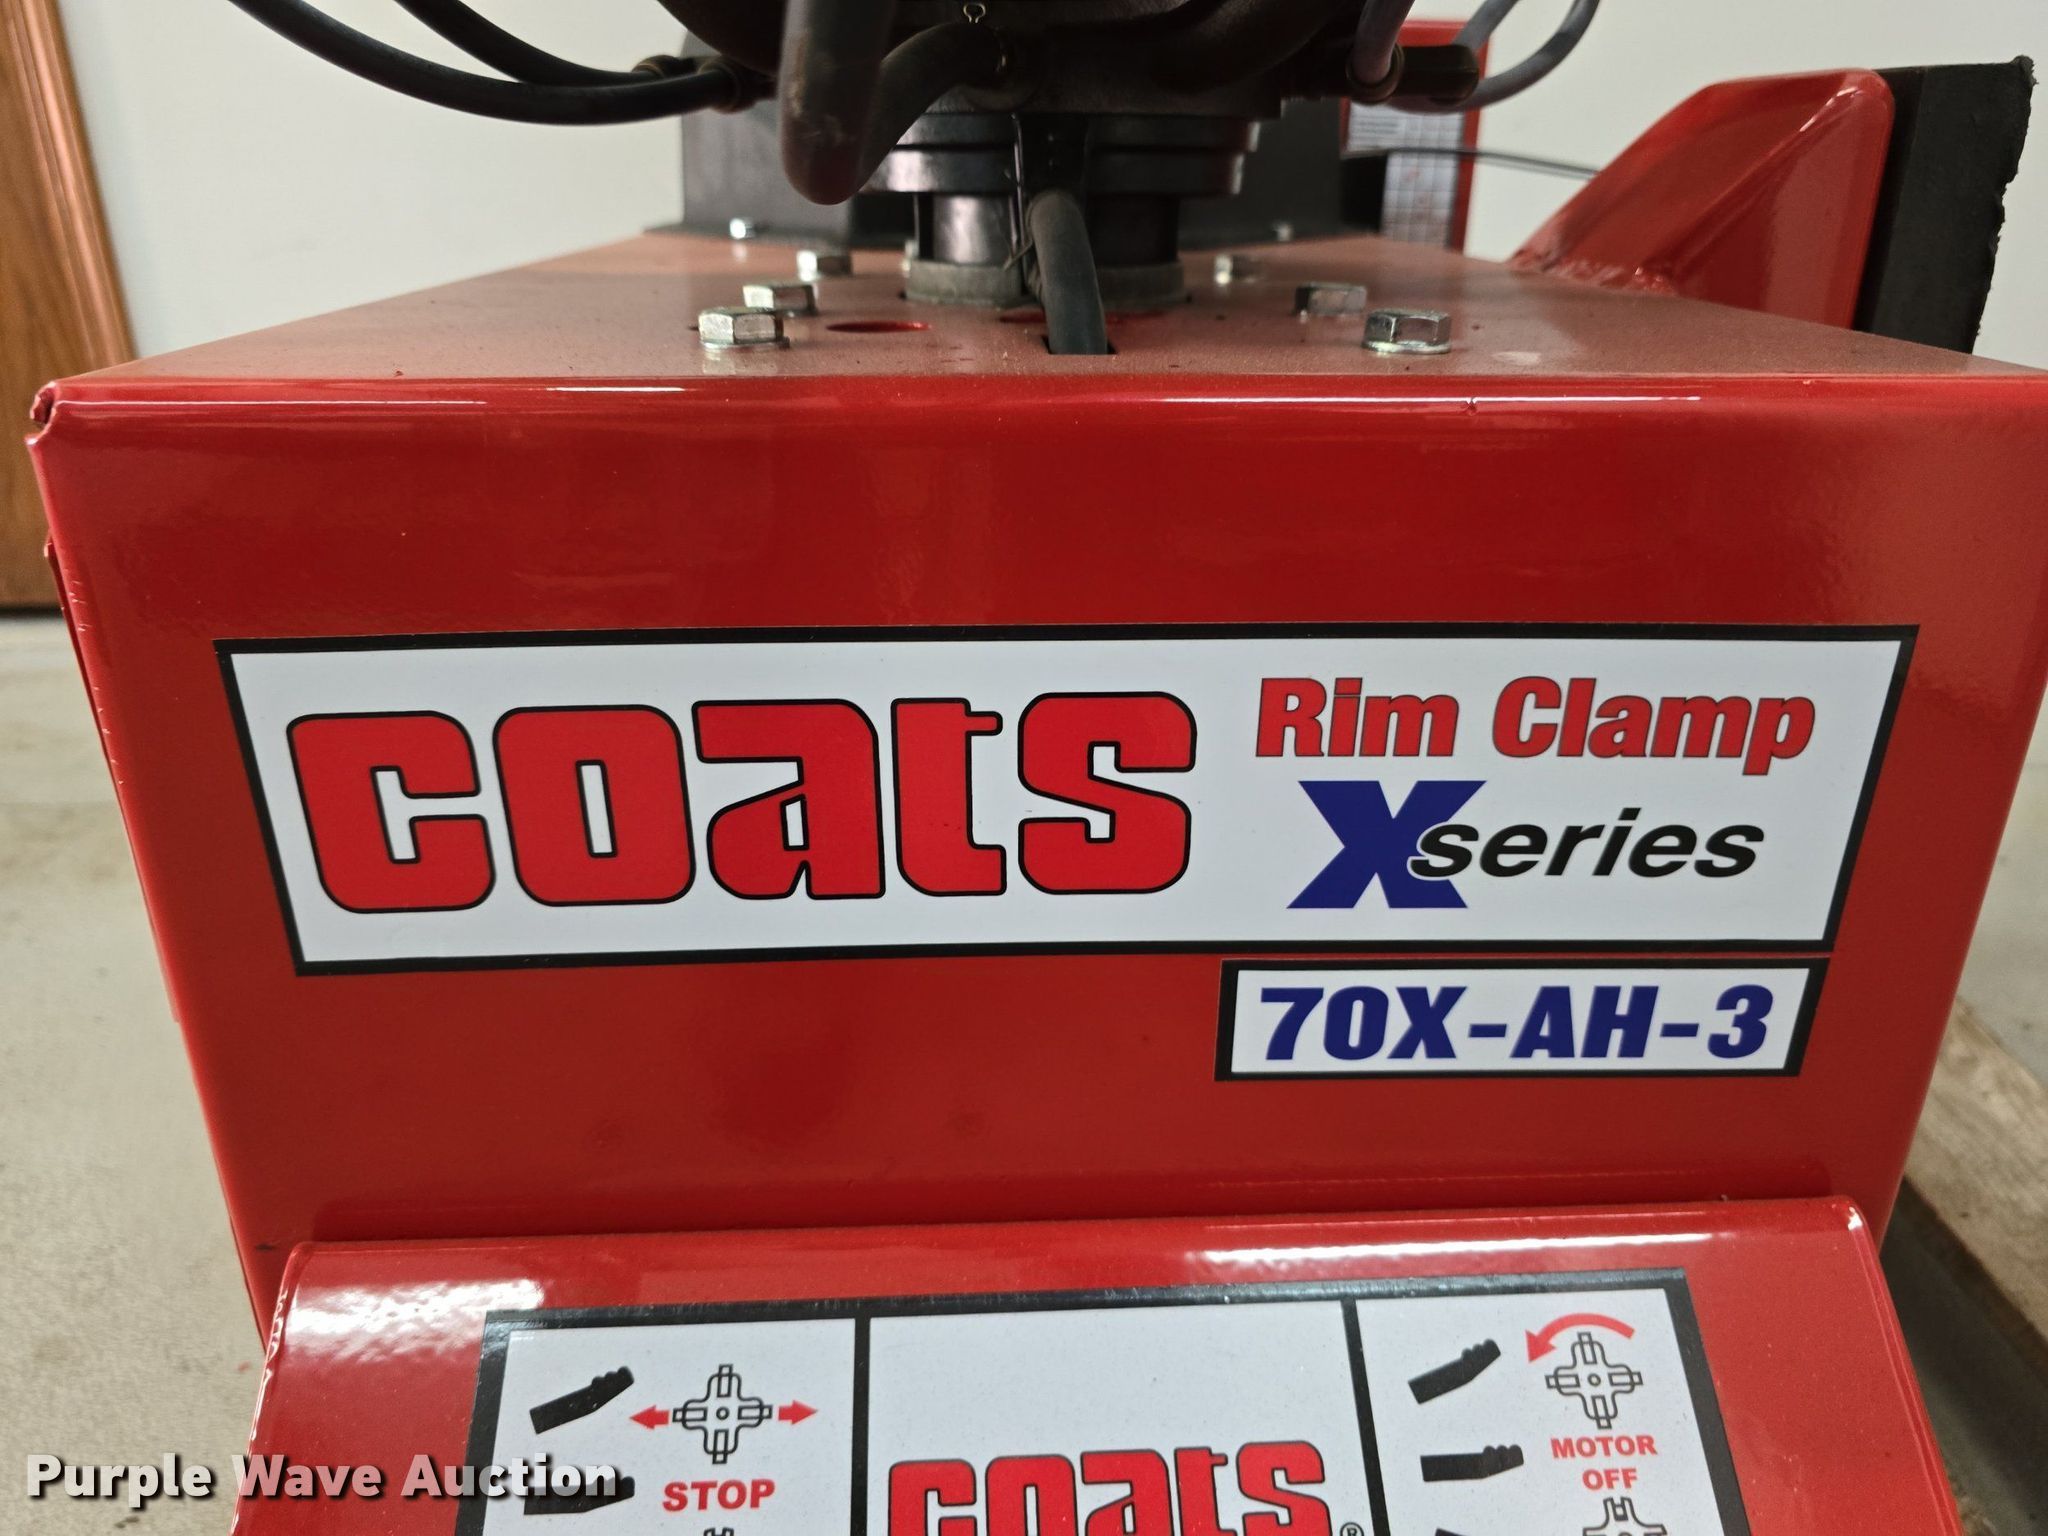 coats
Rim Clamp
Xseries
70X-AH-3
STOP
coats®
MOTOR
OFF
Purple Wave Auction